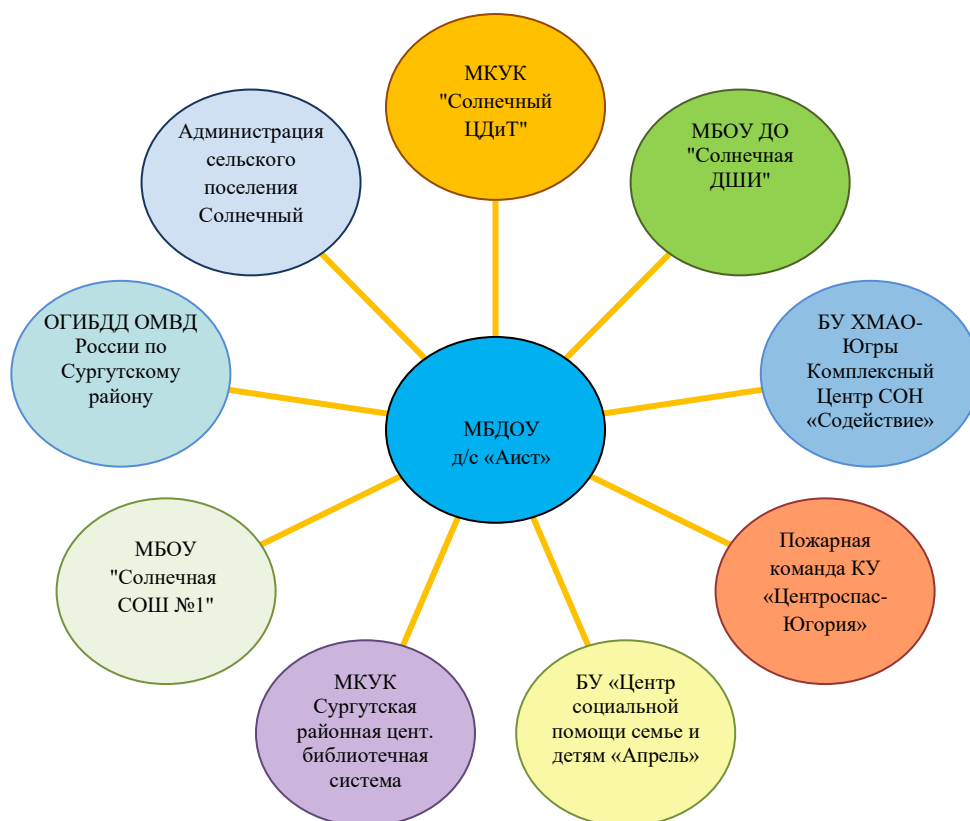 МКУК
"Солнечный
ЦДиТ"
Администрация
сельского
поселения
Солнечный
МБОУ ДО
"Солнечная
ДШИ"
ОГИБДД ОМВД
России по
Сургутскому
району
БУ ХМАО-
Югры
Комплексный
Центр СОН
«Содействие»
МБДОУ
д/с «Аист»
МБОУ
"Солнечная
СОШ №1"
Пожарная
команда КУ
«Центроспас-
Югория»
МКУК
Сургутская
районная цент.
библиотечная
система
БУ «Центр
социальной
помощи семье и
детям «Апрель»